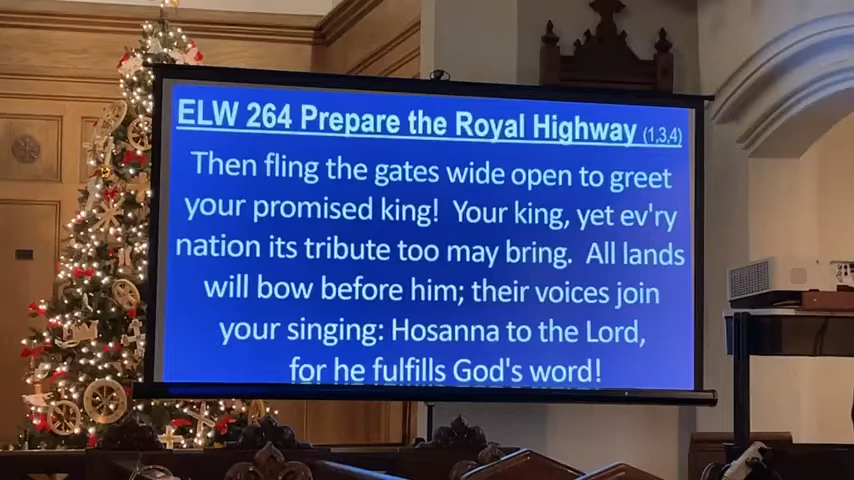 ELW 264 Prepare the Royal Highway (1,3,4)
Then fling the gates wide open to greet
your promised king!  Your king, yet ev'ry
nation its tribute too may bring.  All lands
will bow before him; their voices join
your singing: Hosanna to the Lord,
for he fulfills God's word!